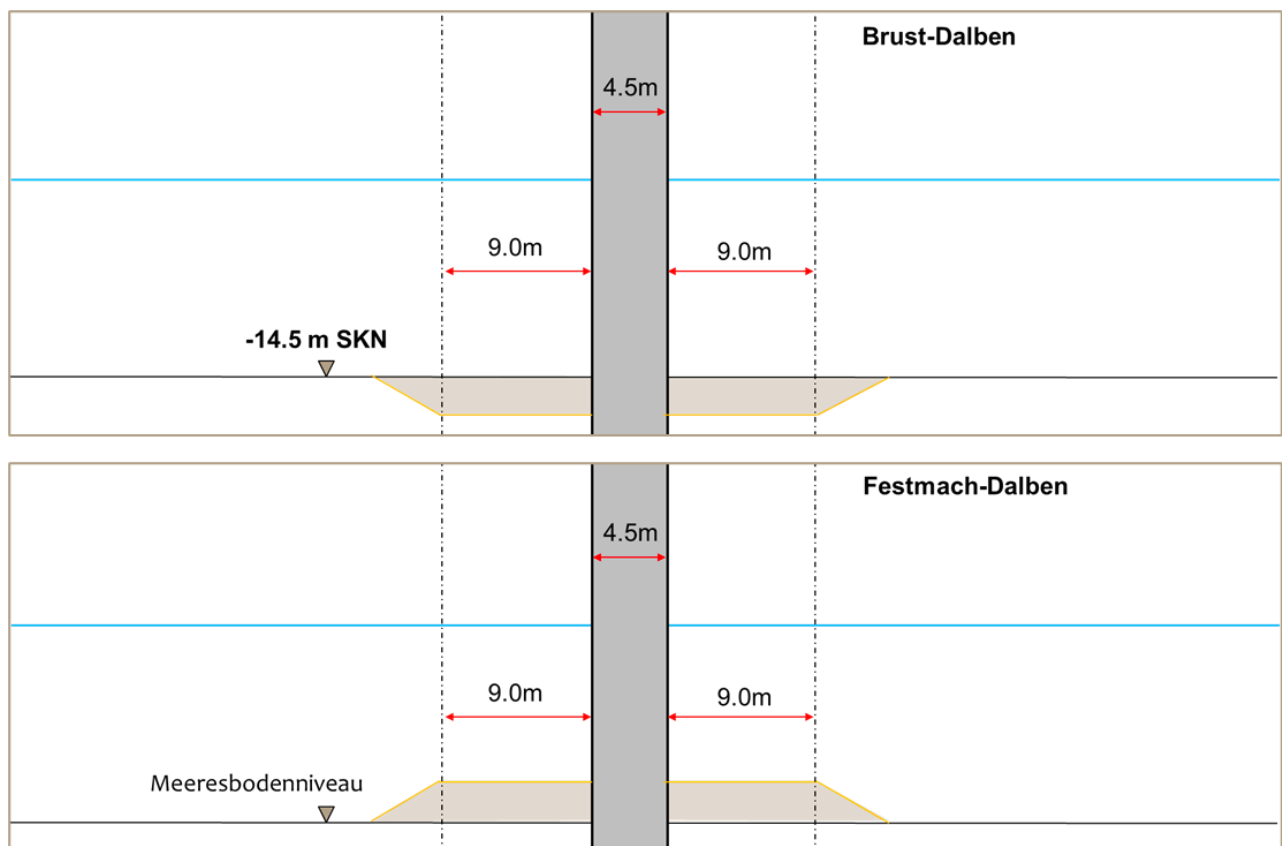 Brust-Dalben
4.5m
9.0m
9.0m
-14.5 m SKN
Festmach-Dalben
4.5m
9.0m
9.0m
Meeresbodenniveau